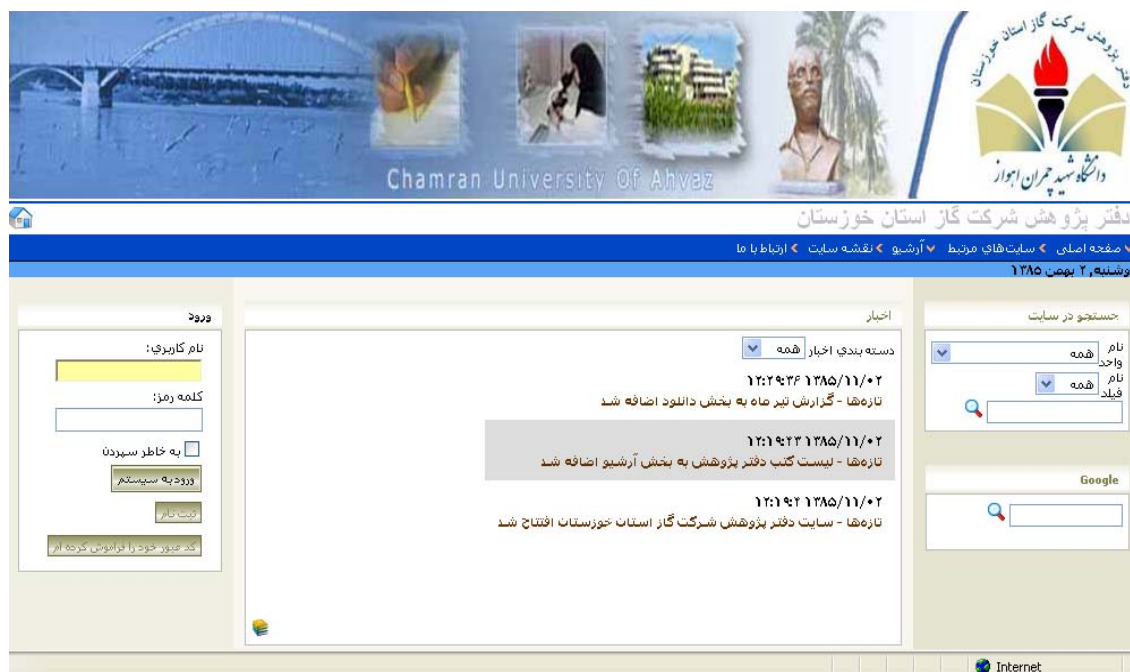 دفتر پژوهش شرکت گاز استان خوزستان
دانشگاه شهید چمران اهواز
Chamran University Of Ahvaz
دفتر پژوهش شرکت گاز استان خوزستان
صفحه اصلی
سایت‌های مرتبط
آرشیو
نقشه سایت
ارتباط با ما
وشنبه, ۲ بهمن ۱۳۸۵
جستجو در سایت
نام واحد
همه
نام فیلد
همه
Google
اخبار
دسته بندي اخبار همه
۱۳۸۵/۱۱/۰۲ ۱۲:۲۹:۳۶
تازه‌ها - گزارش تیر ماه به بخش دانلود اضافه شد
۱۳۸۵/۱۱/۰۲ ۱۲:۱۹:۲۳
تازه‌ها - لیست کتب دفتر پژوهش به بخش آرشیو اضافه شد
۱۳۸۵/۱۱/۰۲ ۱۲:۱۹:۲
تازه‌ها - سایت دفتر پژوهش شرکت گاز استان خوزستان افتتاح شد
ورود
نام کاربري:
کلمه رمز:
به خاطر سپردن
ورودبه سیستم
ثبت نام
کد عبور خود را فراموش کرده ام
Internet